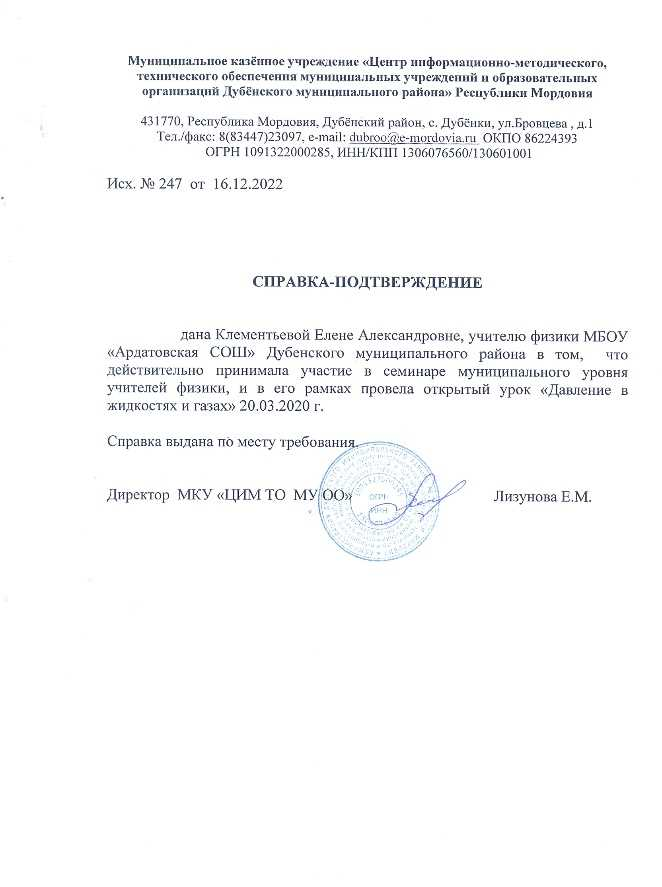 Муниципальное казённое учреждение «Центр информационно-методического,
технического обеспечения муниципальных учреждений и образовательных
организаций Дубёнского муниципального района» Республики Мордовия
431770, Республика Мордовия, Дубёнский район, с. Дубёнки, ул.Бровцева , д.1
Тел./факс: 8(83447)23097, e-mail: dubroo@e-mordovia.ru ОКПО 86224393
ОГРН 1091322000285, ИНН/КПП 1306076560/130601001
Исх. № 247 от 16.12.2022
СПРАВКА-ПОДТВЕРЖДЕНИЕ
дана Клементьевой Елене Александровне, учителю физики МБОУ
«Ардатовская СОШ» Дубенского муниципального района в том, что
действительно принимала участие в семинаре муниципального уровня
учителей физики, и в его рамках провела открытый урок «Давление в
жидкостях и газах» 20.03.2020 г.
Справка выдана по месту требования.
Директор МКУ «ЦИМ ТО МУ ОО» Лизунова Е.М.
ОГРН
ИНН